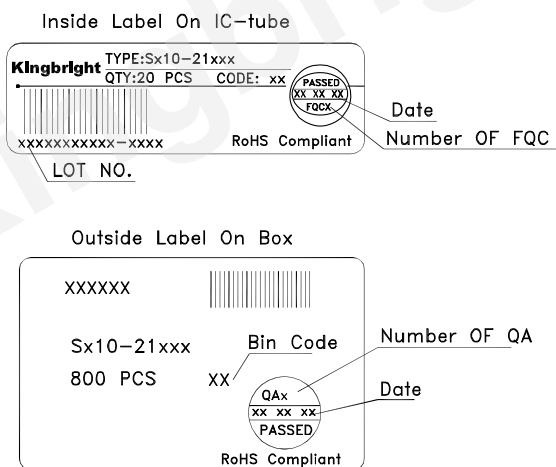 Inside Label On IC-tube
Kingbright
TYPE:Sx10-21xxx
QTY:20 PCS CODE: xx
PASSED
XX XX XX
FQCX
Date
Number OF FQC
xxxxxxxxxxx-xxxx
RoHS Compliant
LOT NO.
Outside Label On Box
XXXXXX
Sx10-21xxx
Bin Code
Number OF QA
800 PCS
XX
QAx
Date
XX XX XX
PASSED
RoHS Compliant